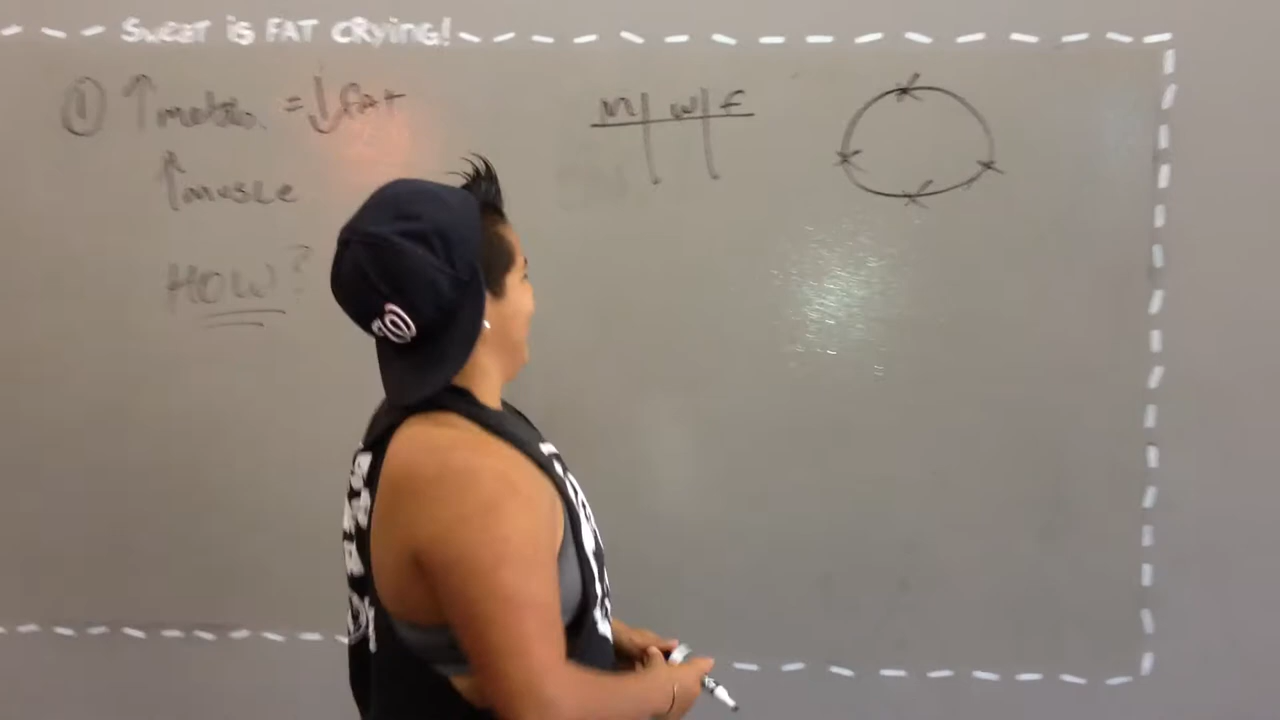 Sweat is FAT CRying!
① ↑metab. = ↓fat
↑muscle
HOW?
M W F